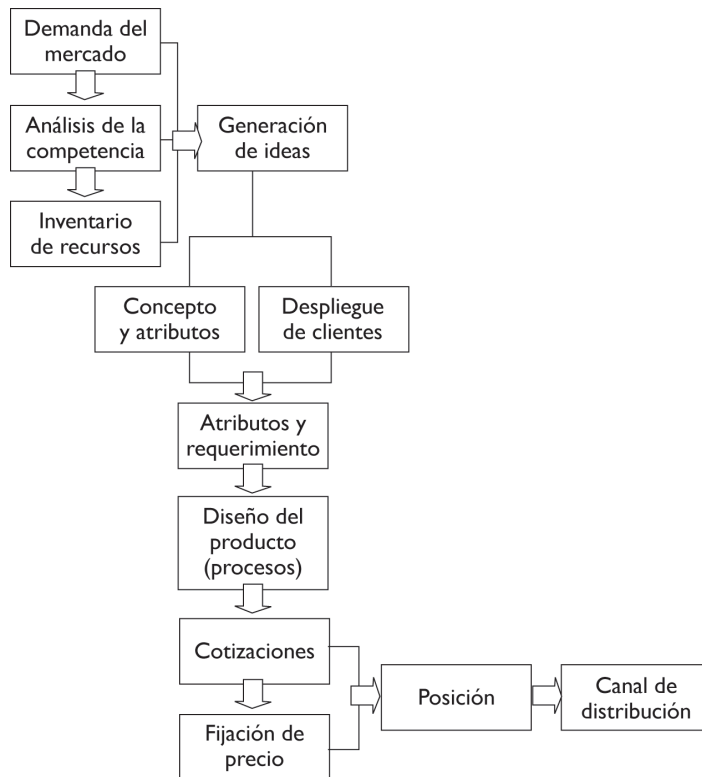 Demanda del
mercado
Análisis de la
competencia
Generación
de ideas
Inventario
de recursos
Concepto
y atributos
Despliegue
de clientes
Atributos y
requerimiento
Diseño del
producto
(procesos)
Cotizaciones
Posición
Canal de
distribución
Fijación de
precio